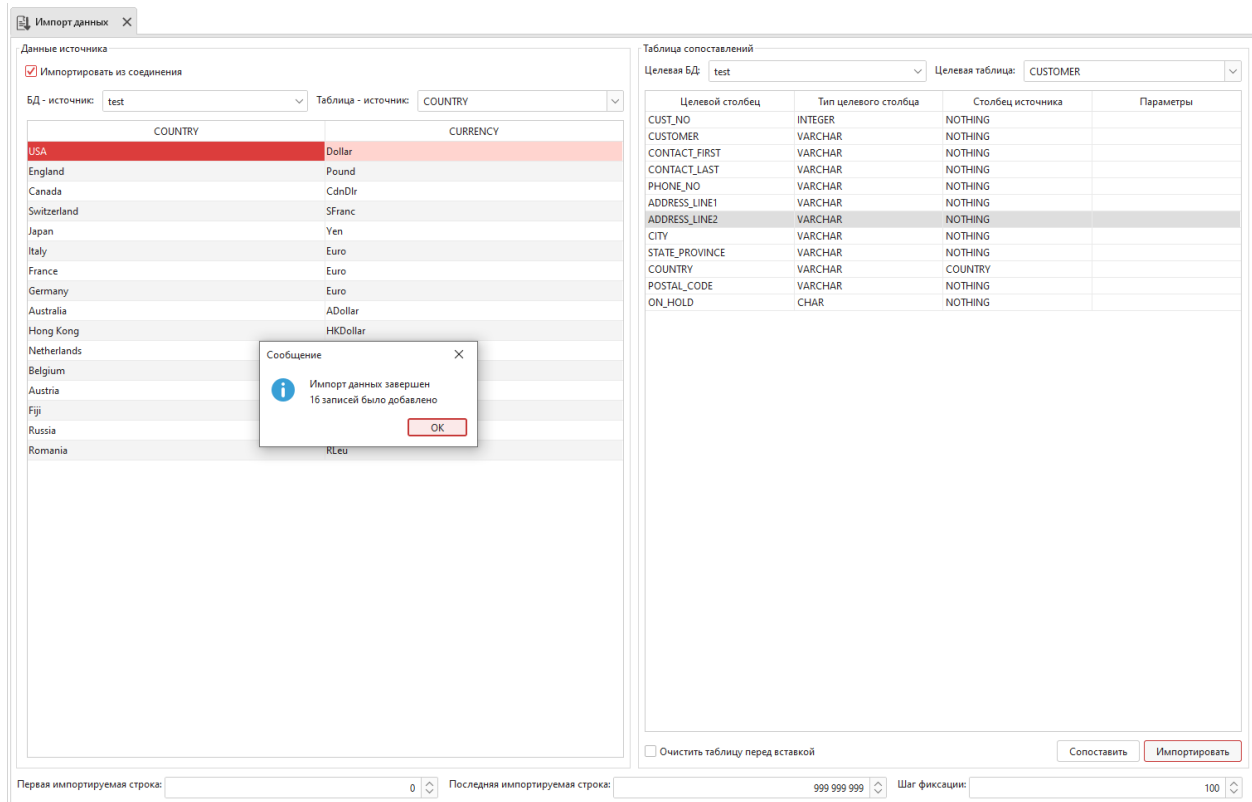 Импорт данных
Данные источника
Импортировать из соединения
БД - источник: test Таблица - источник: COUNTRY
COUNTRY CURRENCY
USA Dollar
England Pound
Canada CdnDlr
Switzerland SFranc
Japan Yen
Italy Euro
France Euro
Germany Euro
Australia ADollar
Hong Kong HKDollar
Netherlands
Belgium
Austria
Fiji
Russia
Romania RLeu
Сообщение
Импорт данных завершен
16 записей было добавлено
OK
Таблица сопоставлений
Целевая БД: test Целевая таблица: CUSTOMER
Целевой столбец Тип целевого столбца Столбец источника Параметры
CUST_NO INTEGER NOTHING
CUSTOMER VARCHAR NOTHING
CONTACT_FIRST VARCHAR NOTHING
CONTACT_LAST VARCHAR NOTHING
PHONE_NO VARCHAR NOTHING
ADDRESS_LINE1 VARCHAR NOTHING
ADDRESS_LINE2 VARCHAR NOTHING
CITY VARCHAR NOTHING
STATE_PROVINCE VARCHAR NOTHING
COUNTRY VARCHAR COUNTRY
POSTAL_CODE VARCHAR NOTHING
ON_HOLD CHAR NOTHING
Очистить таблицу перед вставкой Сопоставить Импортировать
Первая импортируемая строка: 0 Последняя импортируемая строка: 999 999 999 Шаг фиксации: 100